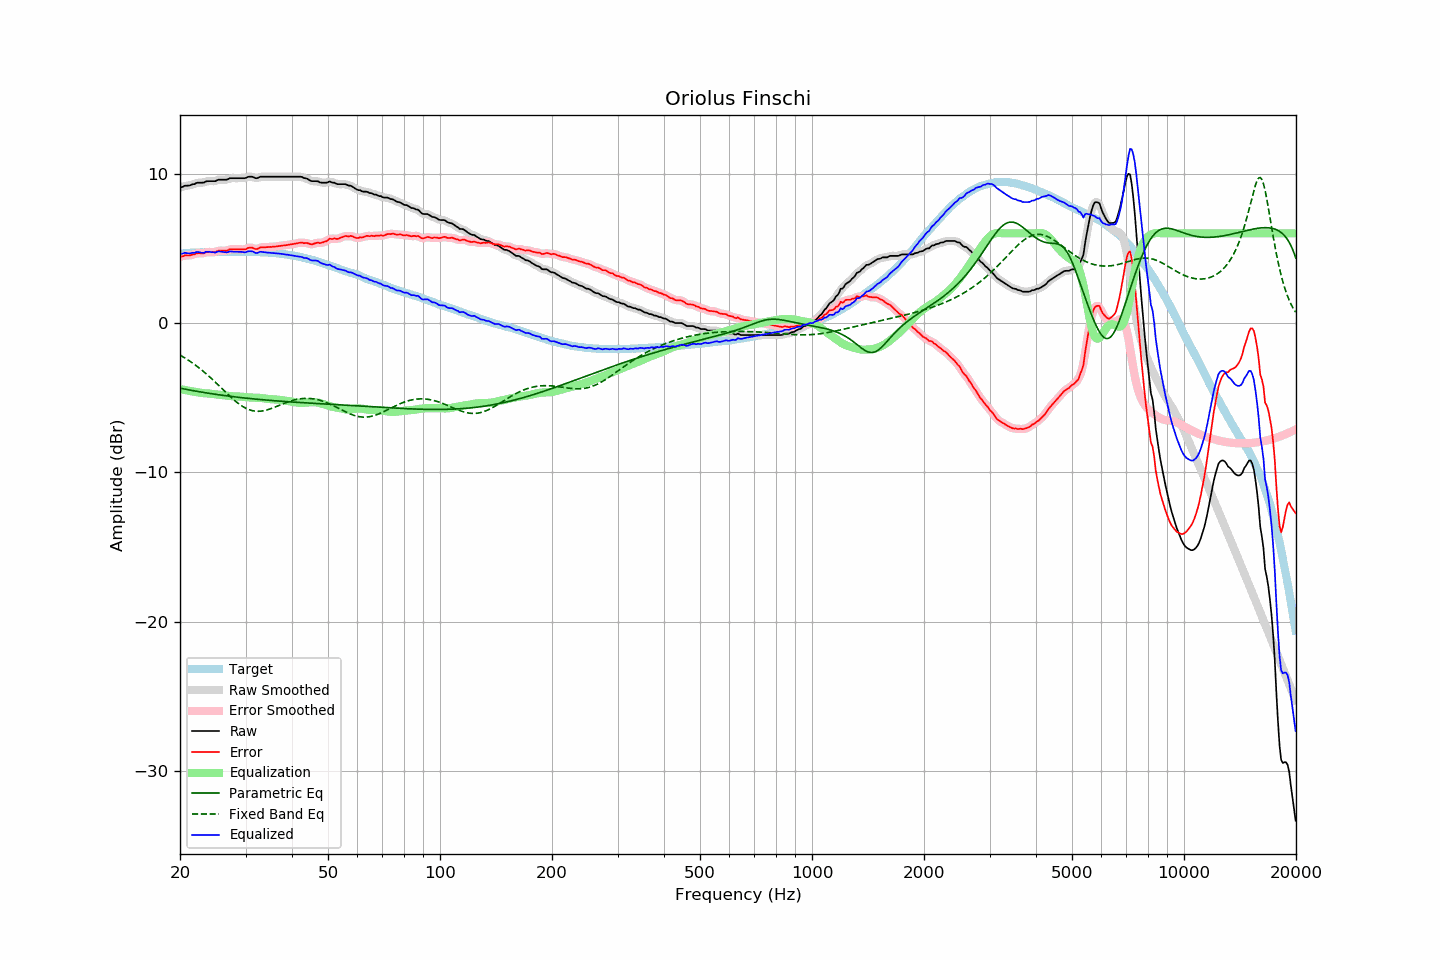 Oriolus Finschi
Amplitude (dBr)
10
0
−10
−20
−30
Target
Raw Smoothed
Error Smoothed
Raw
Error
Equalization
Parametric Eq
Fixed Band Eq
Equalized
20 50 100 200 500 1000 2000 5000 10000 20000
Frequency (Hz)